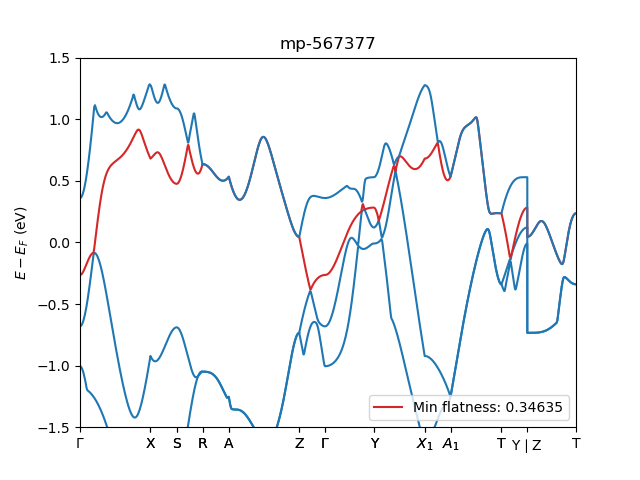 mp-567377
E − E_F (eV)
1.5
1.0
0.5
0.0
−0.5
−1.0
−1.5
Min flatness: 0.34635
Γ X S R A Z Γ Y X₁ A₁ T Y | Z T